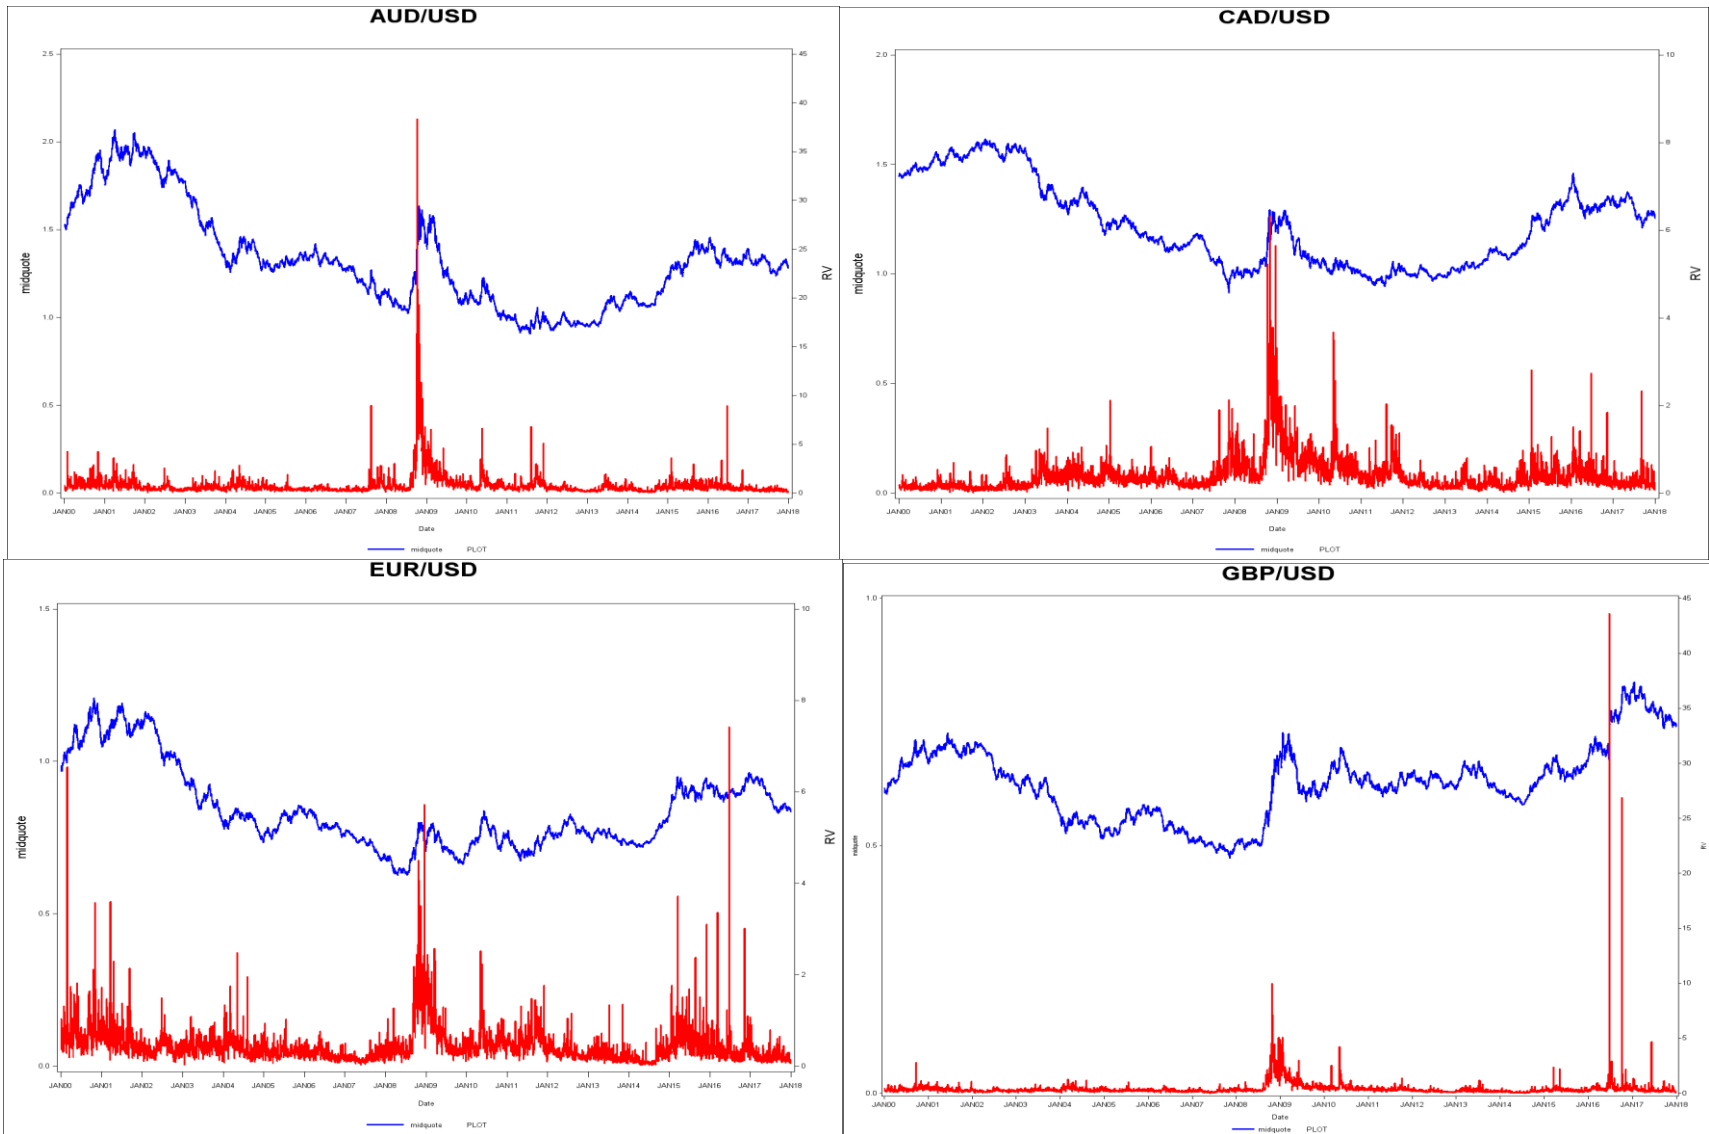 AUD/USD
2.5
2.0
1.5
1.0
0.5
0.0
midquote
45
40
35
30
25
20
15
10
5
0
RV
JAN00 JAN01 JAN02 JAN03 JAN04 JAN05 JAN06 JAN07 JAN08 JAN09 JAN10 JAN11 JAN12 JAN13 JAN14 JAN15 JAN16 JAN17 JAN18
Date
midquote PLOT
CAD/USD
2.0
1.5
1.0
0.5
0.0
midquote
10
8
6
4
2
0
RV
JAN00 JAN01 JAN02 JAN03 JAN04 JAN05 JAN06 JAN07 JAN08 JAN09 JAN10 JAN11 JAN12 JAN13 JAN14 JAN15 JAN16 JAN17 JAN18
Date
midquote PLOT
EUR/USD
1.5
1.0
0.5
0.0
midquote
10
8
6
4
2
0
RV
JAN00 JAN01 JAN02 JAN03 JAN04 JAN05 JAN06 JAN07 JAN08 JAN09 JAN10 JAN11 JAN12 JAN13 JAN14 JAN15 JAN16 JAN17 JAN18
Date
midquote PLOT
GBP/USD
1.0
0.5
0.0
midquote
45
40
35
30
25
20
15
10
5
0
RV
JAN00 JAN01 JAN02 JAN03 JAN04 JAN05 JAN06 JAN07 JAN08 JAN09 JAN10 JAN11 JAN12 JAN13 JAN14 JAN15 JAN16 JAN17 JAN18
Date
midquote PLOT